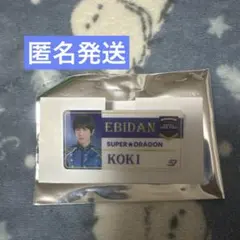 匿名発送
EBIDAN
SUPER★DRAGON
KOKI